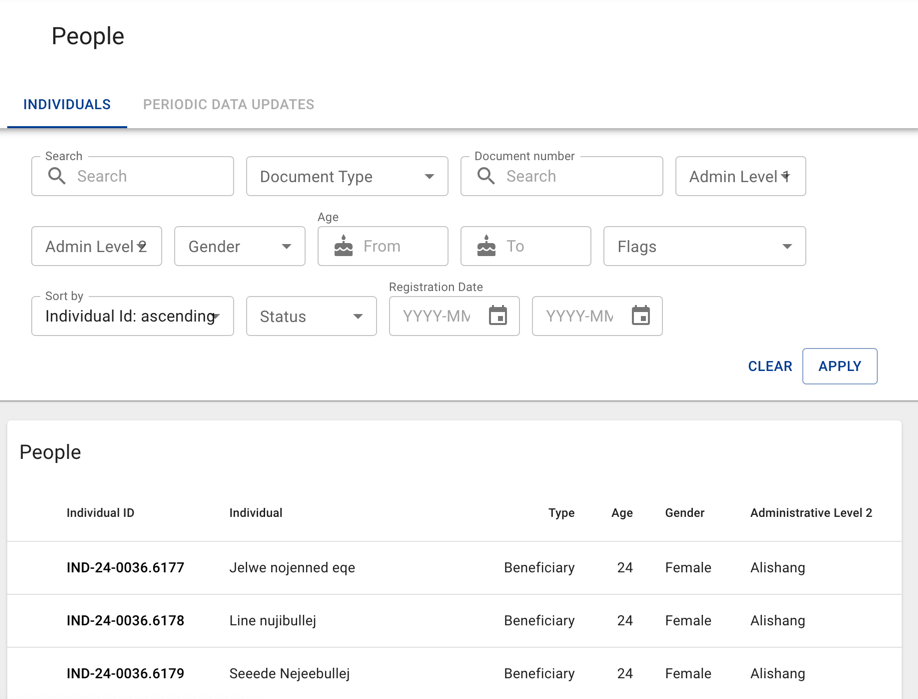 People
INDIVIDUALS PERIODIC DATA UPDATES
Search
Search
Document Type
Document number
Search
Admin Level 1
Admin Level 2
Gender
Age
From
To
Flags
Sort by
Individual Id: ascending
Status
Registration Date
YYYY-MM
YYYY-MM
CLEAR APPLY
People
Individual ID Individual Type Age Gender Administrative Level 2
IND-24-0036.6177 Jelwe nojenned eqe Beneficiary 24 Female Alishang
IND-24-0036.6178 Line nujibullej Beneficiary 24 Female Alishang
IND-24-0036.6179 Seeede Nejeebullej Beneficiary 24 Female Alishang